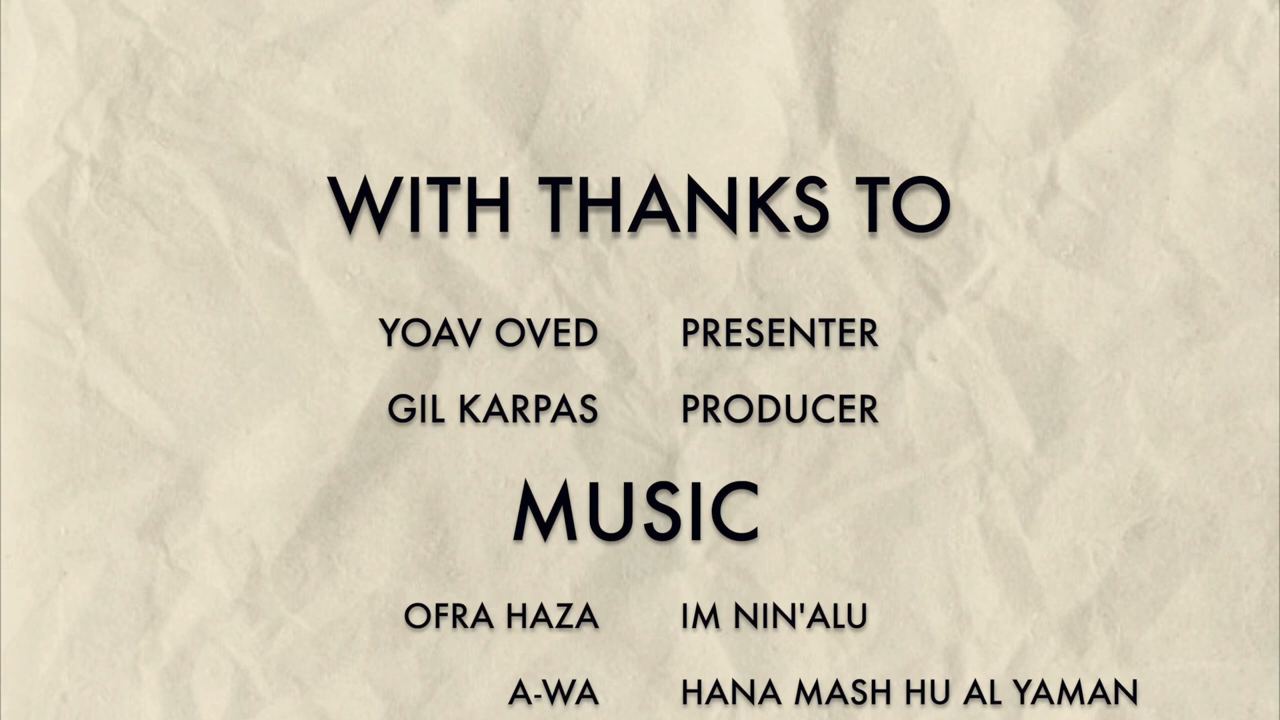 WITH THANKS TO
YOAV OVED PRESENTER
GIL KARPAS PRODUCER
MUSIC
OFRA HAZA IM NIN'ALU
A-WA HANA MASH HU AL YAMAN